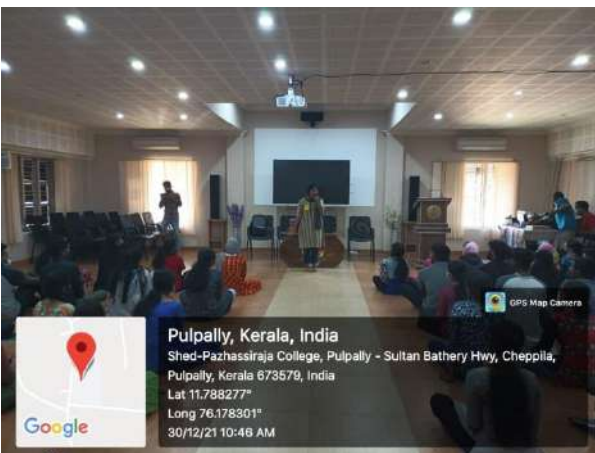 GPS Map Camera
Pulpally, Kerala, India
Shed-Pazhassiraja College, Pulpally - Sultan Bathery Hwy, Cheppila,
Pulpally, Kerala 673579, India
Lat 11.788277°
Long 76.178301°
30/12/21 10:46 AM
Google